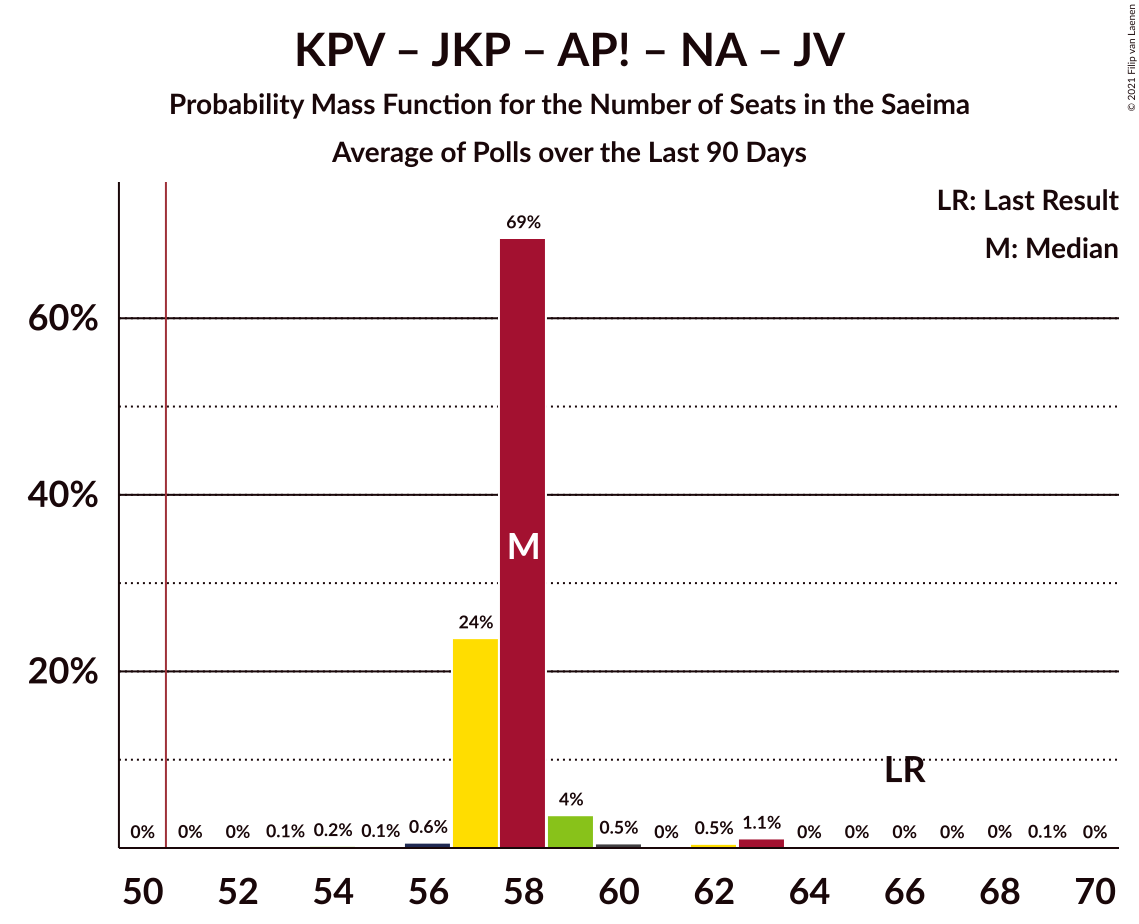 KPV – JKP – AP! – NA – JV
Probability Mass Function for the Number of Seats in the Saeima
Average of Polls over the Last 90 Days
© 2021 Filip van Laenen
LR: Last Result
M: Median
69%
60%
40%
M
24%
20%
LR
4%
0% 0% 0% 0.1% 0.2% 0.1% 0.6% 0.5% 0% 0.5% 1.1% 0% 0% 0% 0% 0% 0.1% 0%
50 52 54 56 58 60 62 64 66 68 70